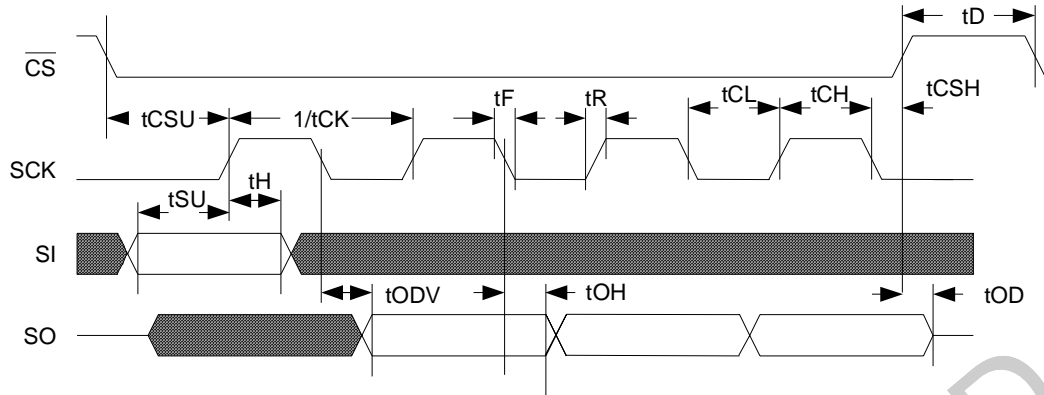 tD
CS
tF tR tCL tCH tCSH
tCSU 1/tCK
SCK
tSU tH
SI
tODV tOH tOD
SO